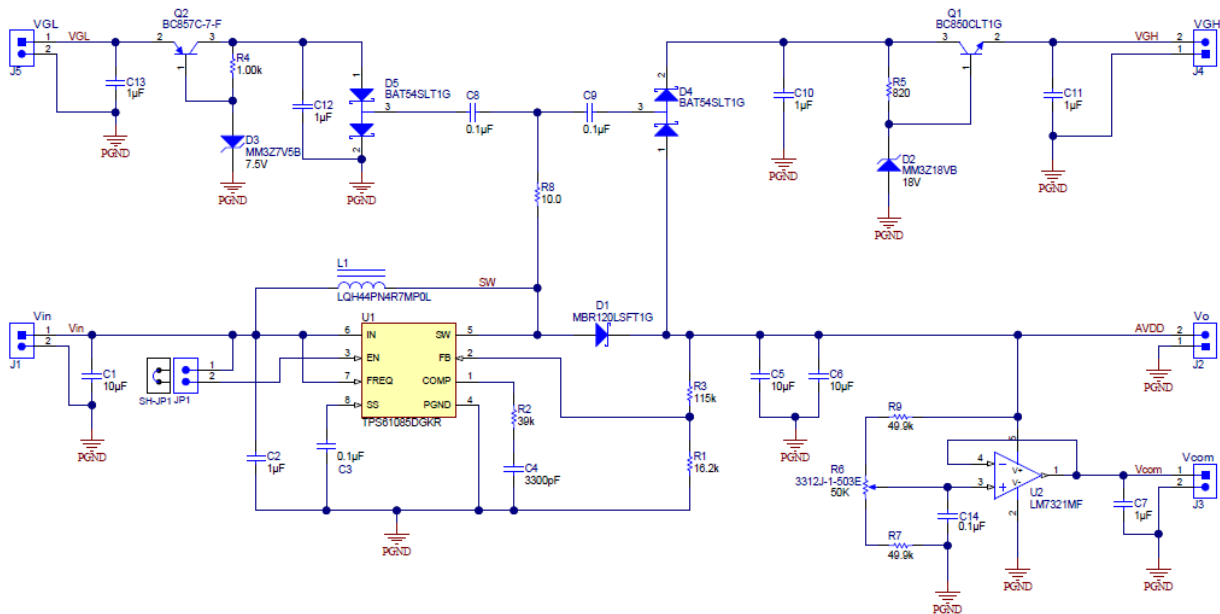 VGL
1
2
J5
VGL
C13
1µF
PGND
Q2
BC857C-7-F
2
3
1
R4
1.00k
D3
MM3Z7V5B
7.5V
PGND
C12
1µF
D5
BAT54SLT1G
1
3
2
PGND
C8
0.1µF
C9
0.1µF
R8
10.0
2
D4
BAT54SLT1G
3
1
C10
1µF
PGND
R5
820
D2
MM3Z18VB
18V
PGND
Q1
BC850CLT1G
3
2
1
C11
1µF
PGND
VGH
VGH
2
1
J4
L1
LQH44PN4R7MP0L
SW
Vin
1
2
J1
Vin
C1
10µF
PGND
SH-JP1
JP1
1
2
C2
1µF
U1
6
IN
SW
5
3
EN
FB
2
7
FREQ
COMP
1
8
SS
PGND
4
TPS61085DGKR
0.1µF
C3
R2
39k
C4
3300pF
PGND
D1
MBR120LSFT1G
R3
115k
R1
16.2k
C5
10µF
C6
10µF
PGND
AVDD
Vo
2
1
J2
PGND
R9
49.9k
R6
3312J-1-503E
50K
R7
49.9k
C14
0.1µF
PGND
5
4
V+
3
V-
1
2
U2
LM7321MF
PGND
Vcom
C7
1µF
PGND
Vcom
1
2
J3
PGND